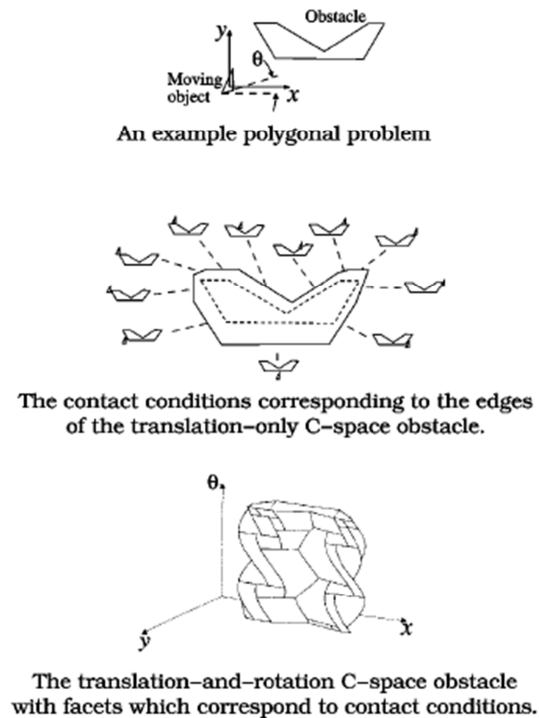 Obstacle
y
θ
Moving
object
x
An example polygonal problem
The contact conditions corresponding to the edges
of the translation-only C-space obstacle.
θ
y
x
The translation-and-rotation C-space obstacle
with facets which correspond to contact conditions.